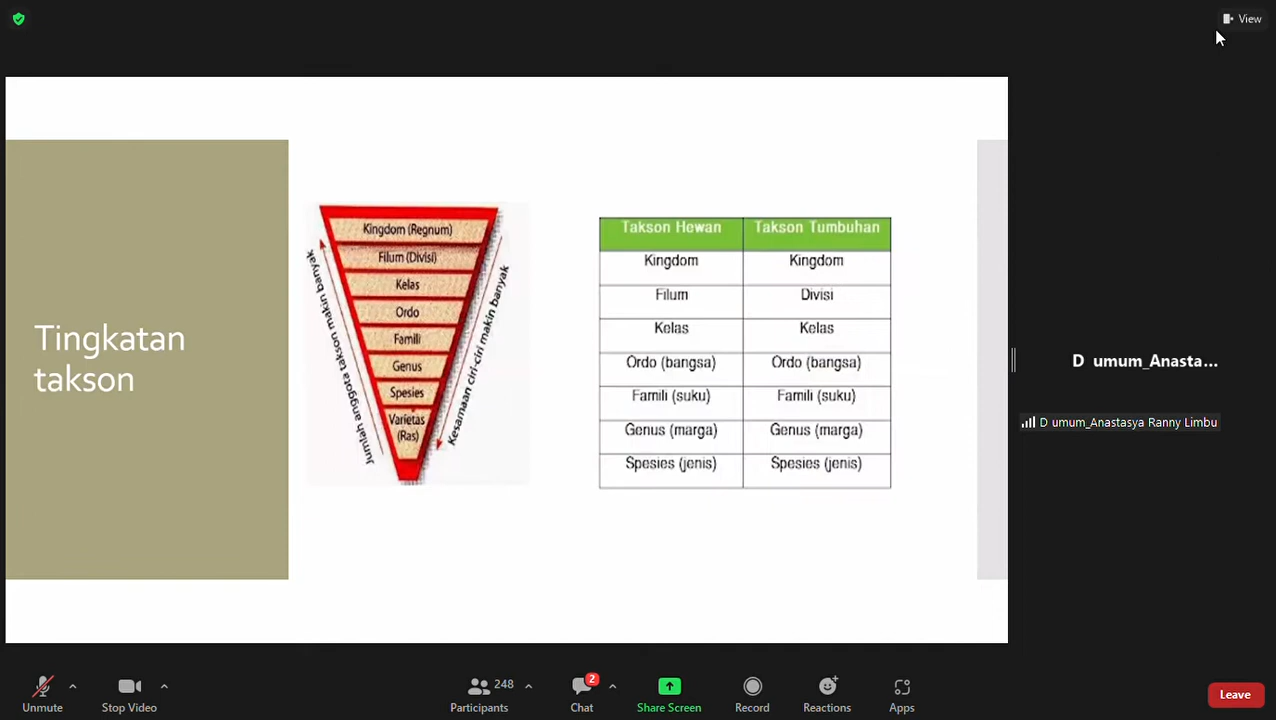 View
Tingkatan
takson
Kingdom (Regnum)
Filum (Divisi)
Kelas
Ordo
Famili
Genus
Spesies
Varietas
(Ras)
Jumlah anggota takson makin banyak
Kesamaan ciri-ciri makin banyak
Takson Hewan Takson Tumbuhan
Kingdom Kingdom
Filum Divisi
Kelas Kelas
Ordo (bangsa) Ordo (bangsa)
Famili (suku) Famili (suku)
Genus (marga) Genus (marga)
Spesies (jenis) Spesies (jenis)
D umum_Anasta...
D umum_Anastasya Ranny Limbu
Unmute
Stop Video
248
Participants
2
Chat
Share Screen
Record
Reactions
Apps
Leave